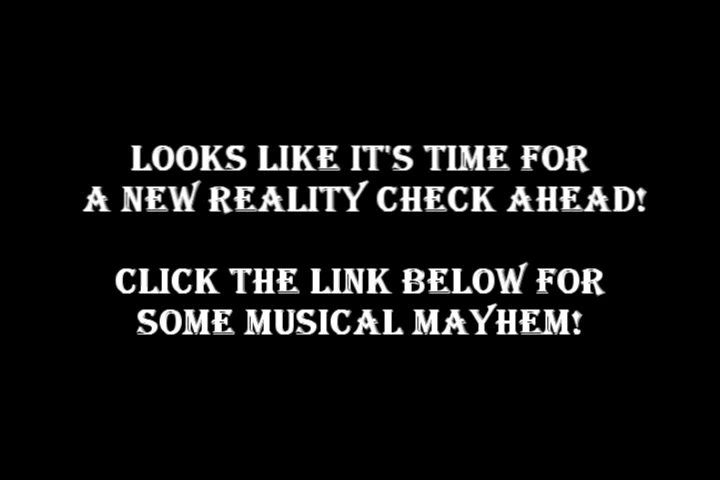 LOOKS LIKE IT'S TIME FOR
A NEW REALITY CHECK AHEAD!
CLICK THE LINK BELOW FOR
SOME MUSICAL MAYHEM!